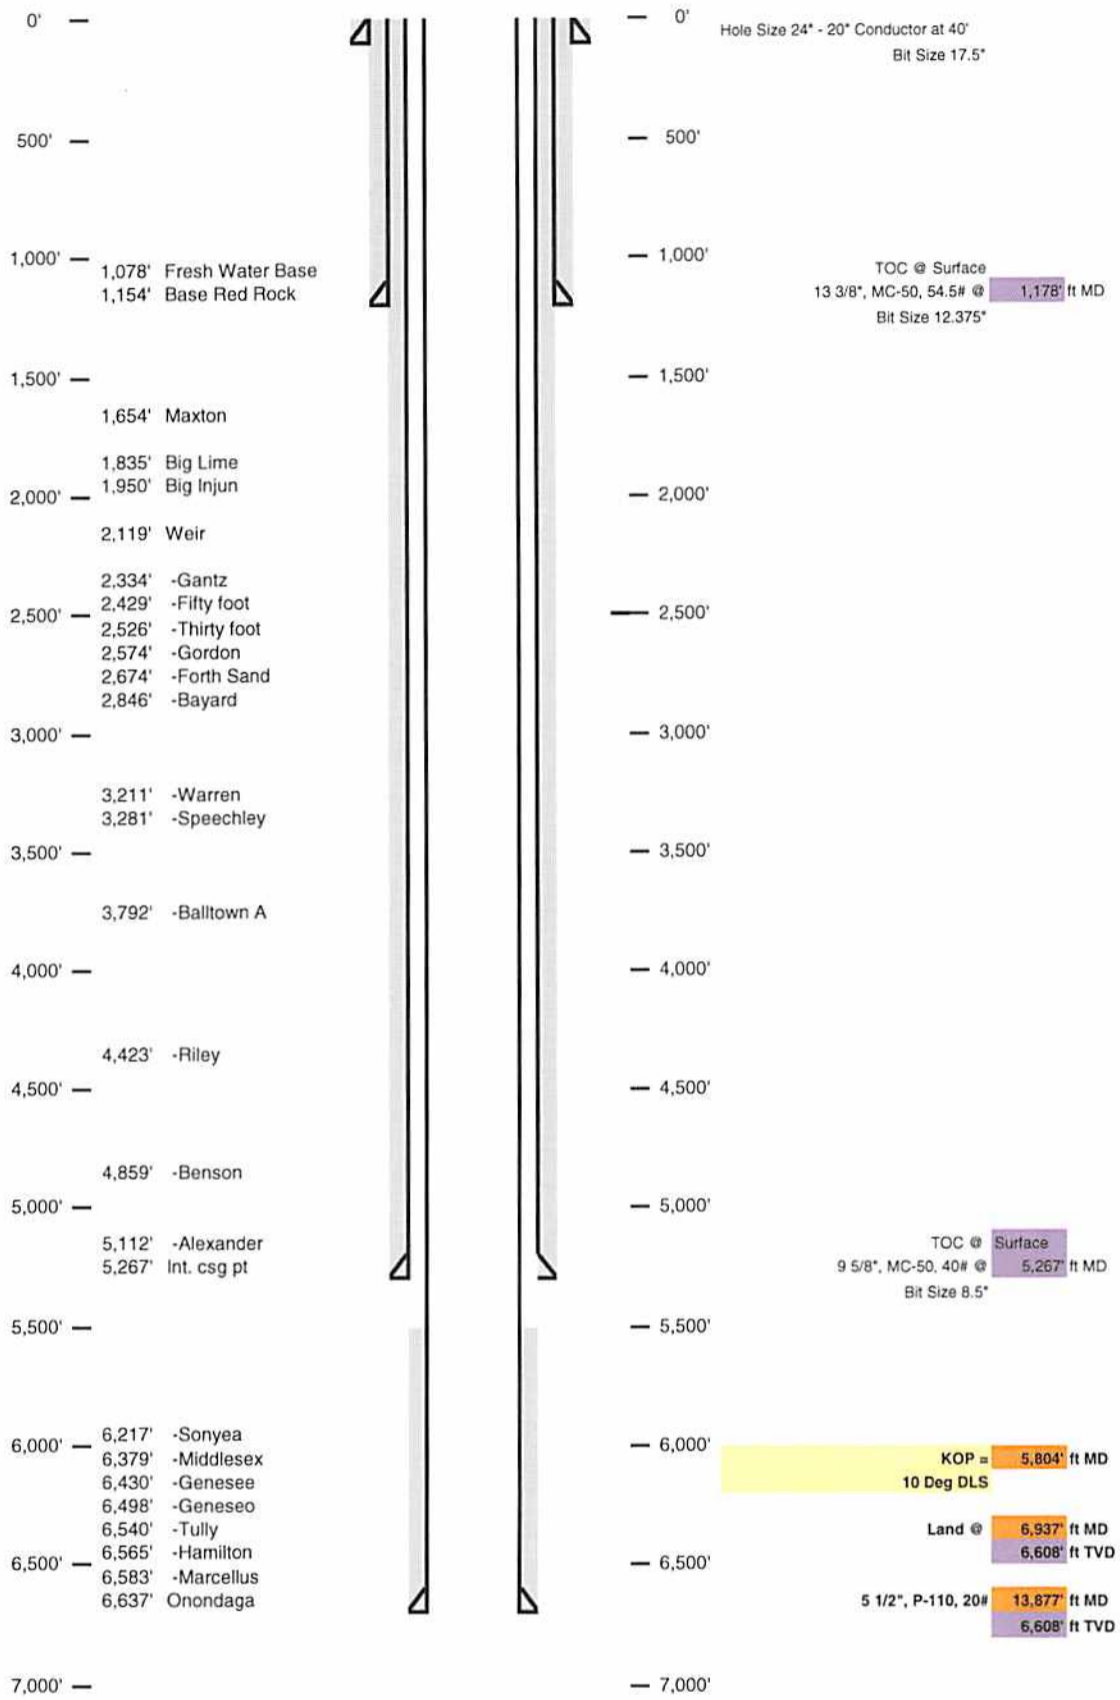 0'
0'
Hole Size 24" - 20" Conductor at 40'
Bit Size 17.5"
500'
500'
1,000'
1,000'
1,078' Fresh Water Base
TOC @ Surface
1,154' Base Red Rock
13 3/8", MC-50, 54.5# @ 1,178' ft MD
Bit Size 12.375"
1,500'
1,500'
1,654' Maxton
1,835' Big Lime
1,950' Big Injun
2,000'
2,000'
2,119' Weir
2,334' -Gantz
2,429' -Fifty foot
2,500'
2,500'
2,526' -Thirty foot
2,574' -Gordon
2,674' -Forth Sand
2,846' -Bayard
3,000'
3,000'
3,211' -Warren
3,281' -Speechley
3,500'
3,500'
3,792' -Balltown A
4,000'
4,000'
4,423' -Riley
4,500'
4,500'
4,859' -Benson
5,000'
5,000'
5,112' -Alexander
TOC @ Surface
5,267' Int. csg pt
9 5/8", MC-50, 40# @ 5,267' ft MD
Bit Size 8.5"
5,500'
5,500'
6,217' -Sonyea
6,000'
6,000'
6,379' -Middlesex
KOP = 5,804' ft MD
6,430' -Genesee
10 Deg DLS
6,498' -Geneseo
6,540' -Tully
Land @ 6,937' ft MD
6,565' -Hamilton
6,608' ft TVD
6,500'
6,500'
6,583' -Marcellus
6,637' Onondaga
5 1/2", P-110, 20# 13,877' ft MD
6,608' ft TVD
7,000'
7,000'